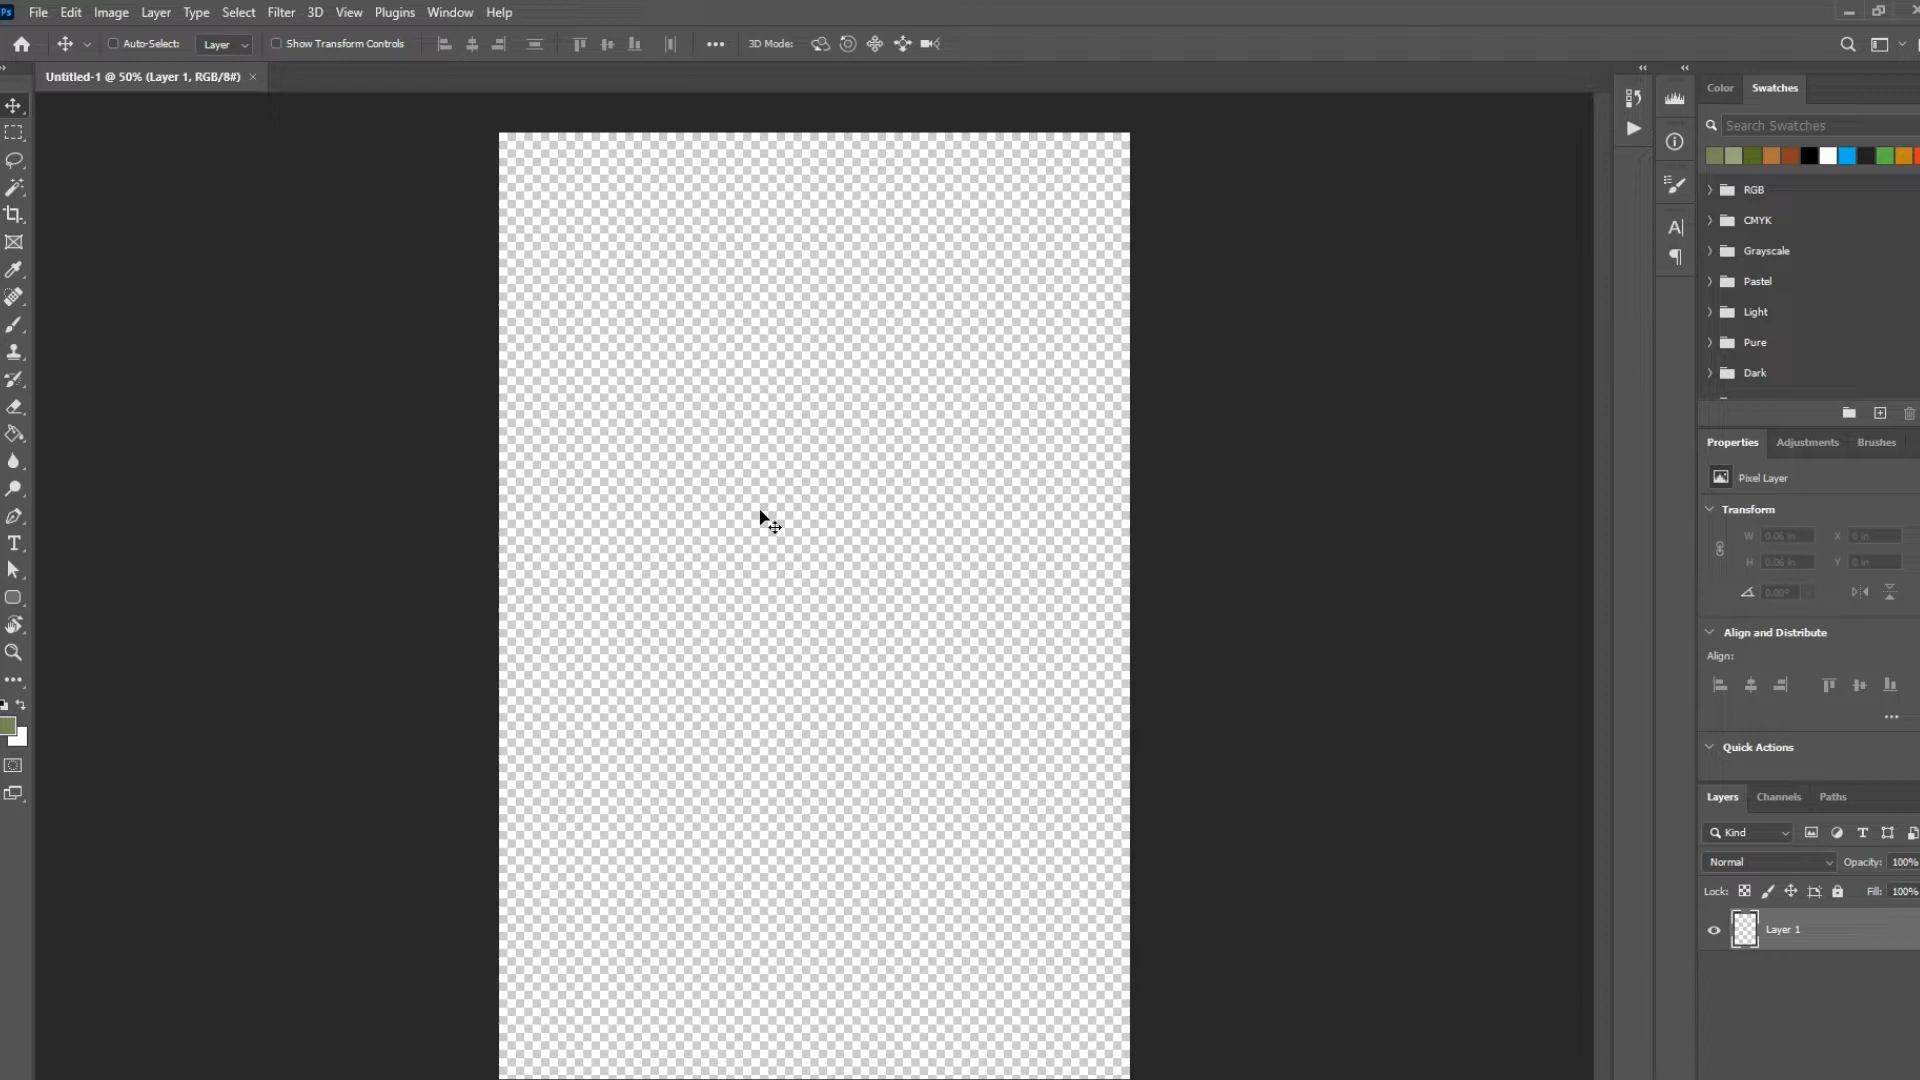 Ps File Edit Image Layer Type Select Filter 3D View Plugins Window Help
Auto-Select: Layer Show Transform Controls 3D Mode:
Untitled-1 @ 50% (Layer 1, RGB/8#)
Color Swatches
Search Swatches
RGB
CMYK
Grayscale
Pastel
Light
Pure
Dark
Properties Adjustments Brushes
Pixel Layer
Transform
W 0.06 in X 0 in
H 0.06 in Y 0 in
0.00°
Align and Distribute
Align:
Quick Actions
Layers Channels Paths
Kind
Normal Opacity: 100%
Lock: Fill: 100%
Layer 1